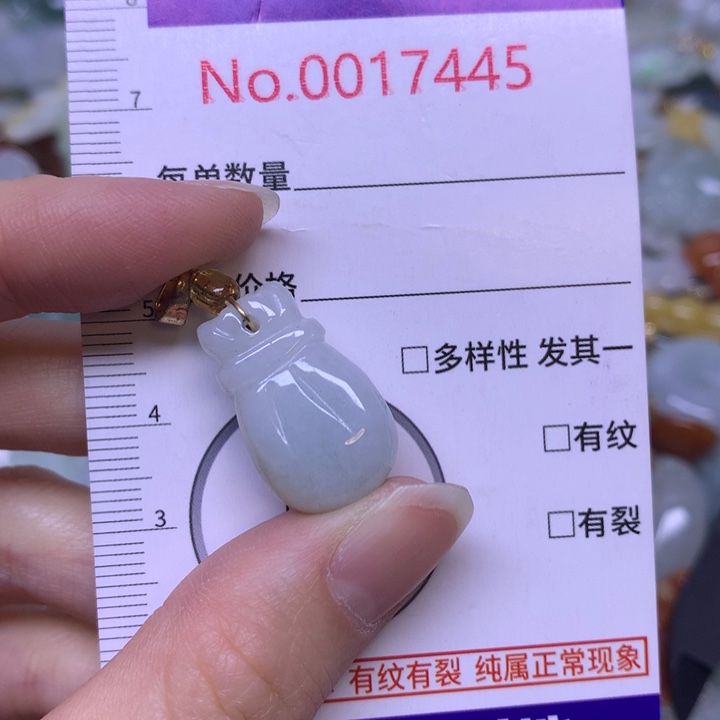 No.0017445
7
每单数量
价格
5
□多样性 发其一
4
□有纹
3
□有裂
有纹有裂 纯属正常现象